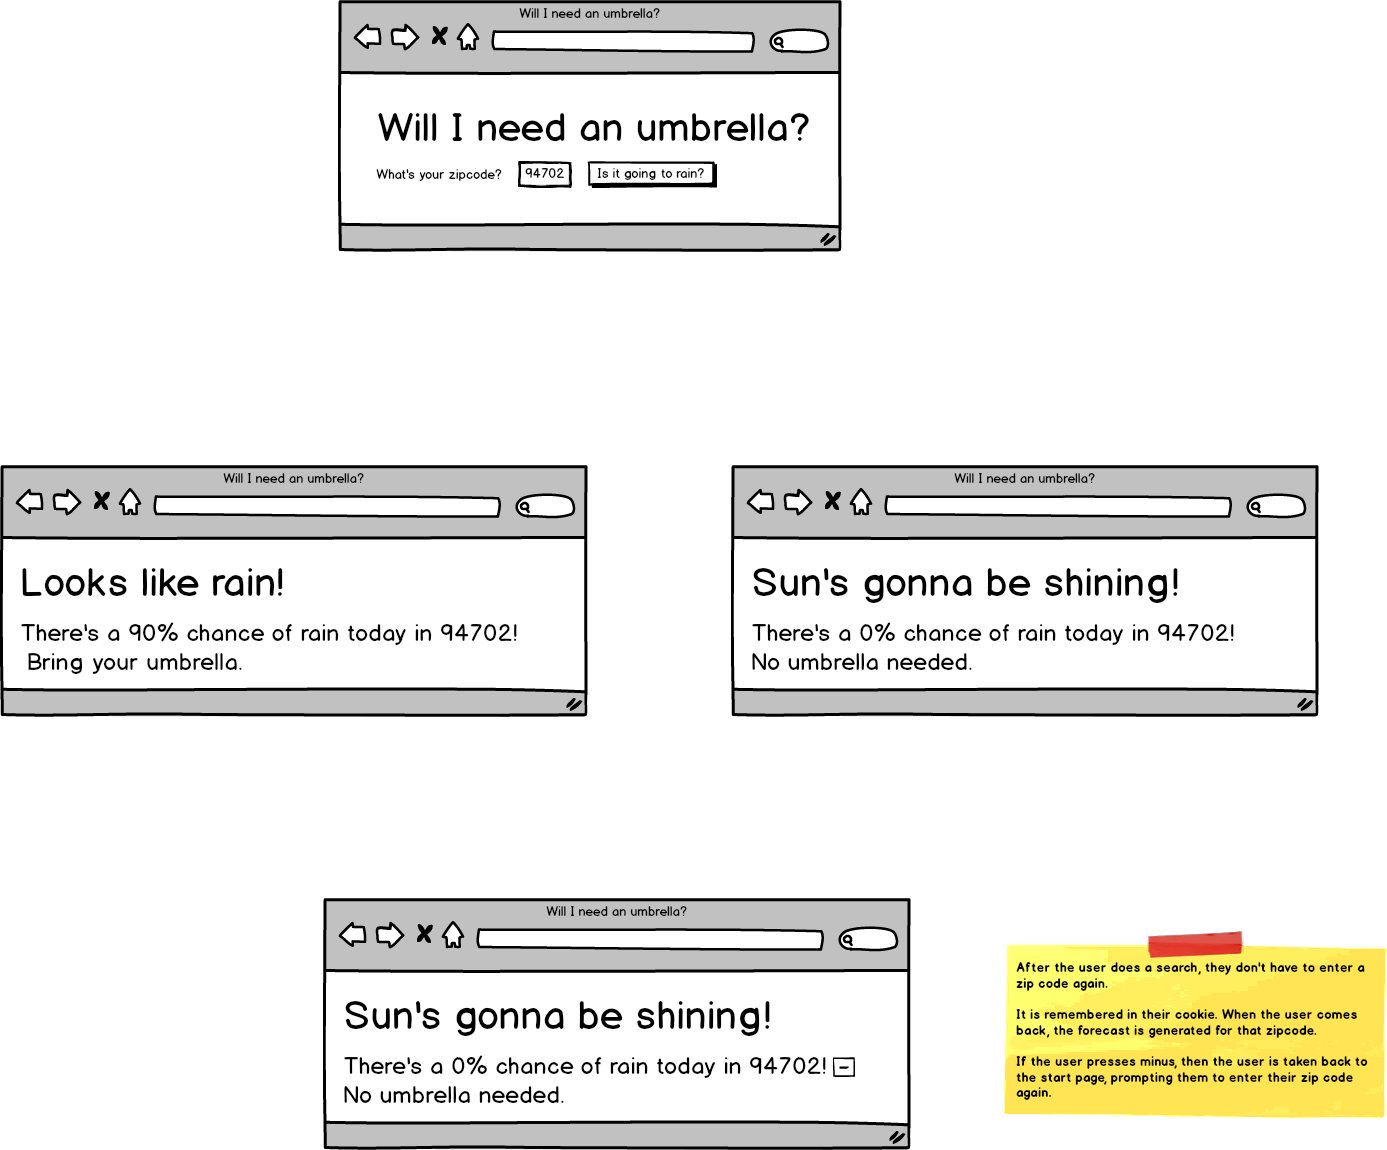 Will I need an umbrella?
Will I need an umbrella?
What's your zipcode? 94702 Is it going to rain?
Will I need an umbrella?
Looks like rain!
There's a 90% chance of rain today in 94702!
Bring your umbrella.
Will I need an umbrella?
Sun's gonna be shining!
There's a 0% chance of rain today in 94702!
No umbrella needed.
Will I need an umbrella?
Sun's gonna be shining!
There's a 0% chance of rain today in 94702! -
No umbrella needed.
After the user does a search, they don't have to enter a
zip code again.
It is remembered in their cookie. When the user comes
back, the forecast is generated for that zipcode.
If the user presses minus, then the user is taken back to
the start page, prompting them to enter their zip code
again.